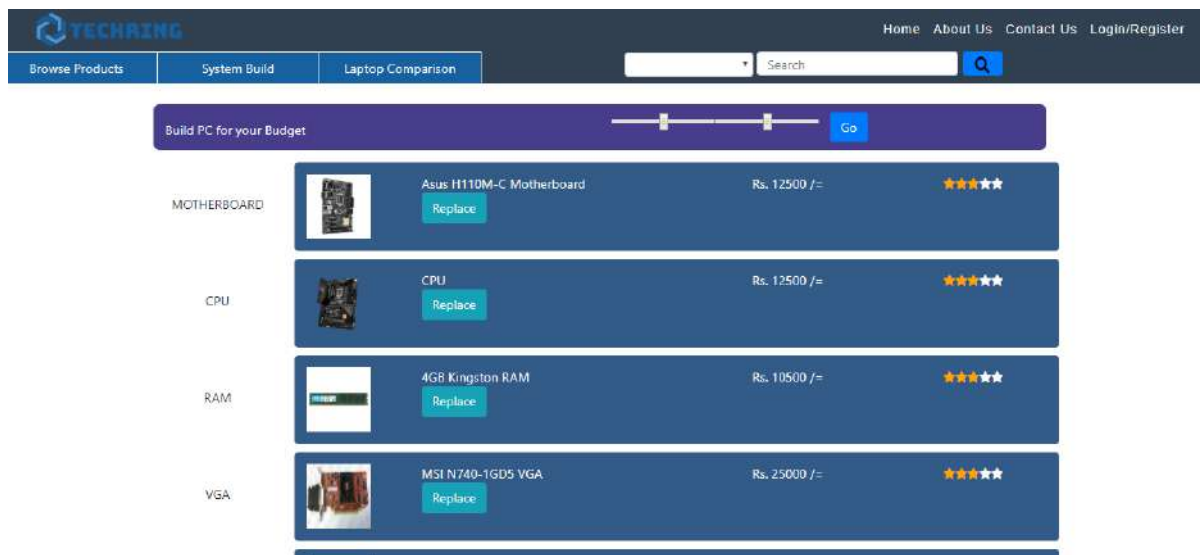 TECHRING
Home About Us Contact Us Login/Register
Browse Products System Build Laptop Comparison Search
Build PC for your Budget Go
MOTHERBOARD
Asus H110M-C Motherboard Rs. 12500 /=
Replace
CPU
CPU Rs. 12500 /=
Replace
RAM
4GB Kingston RAM Rs. 10500 /=
Replace
VGA
MSI N740-1GD5 VGA Rs. 25000 /=
Replace